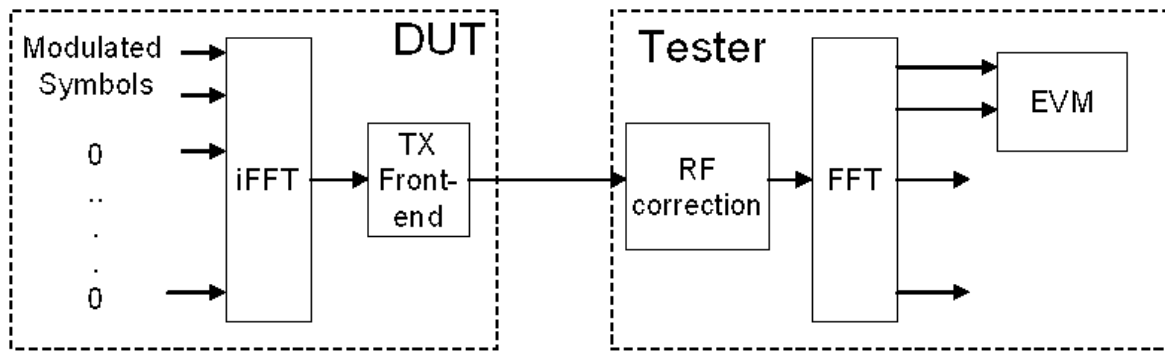 DUT
Modulated
Symbols
0
..
.
.
0
iFFT
TX
Front-
end
Tester
RF
correction
FFT
EVM